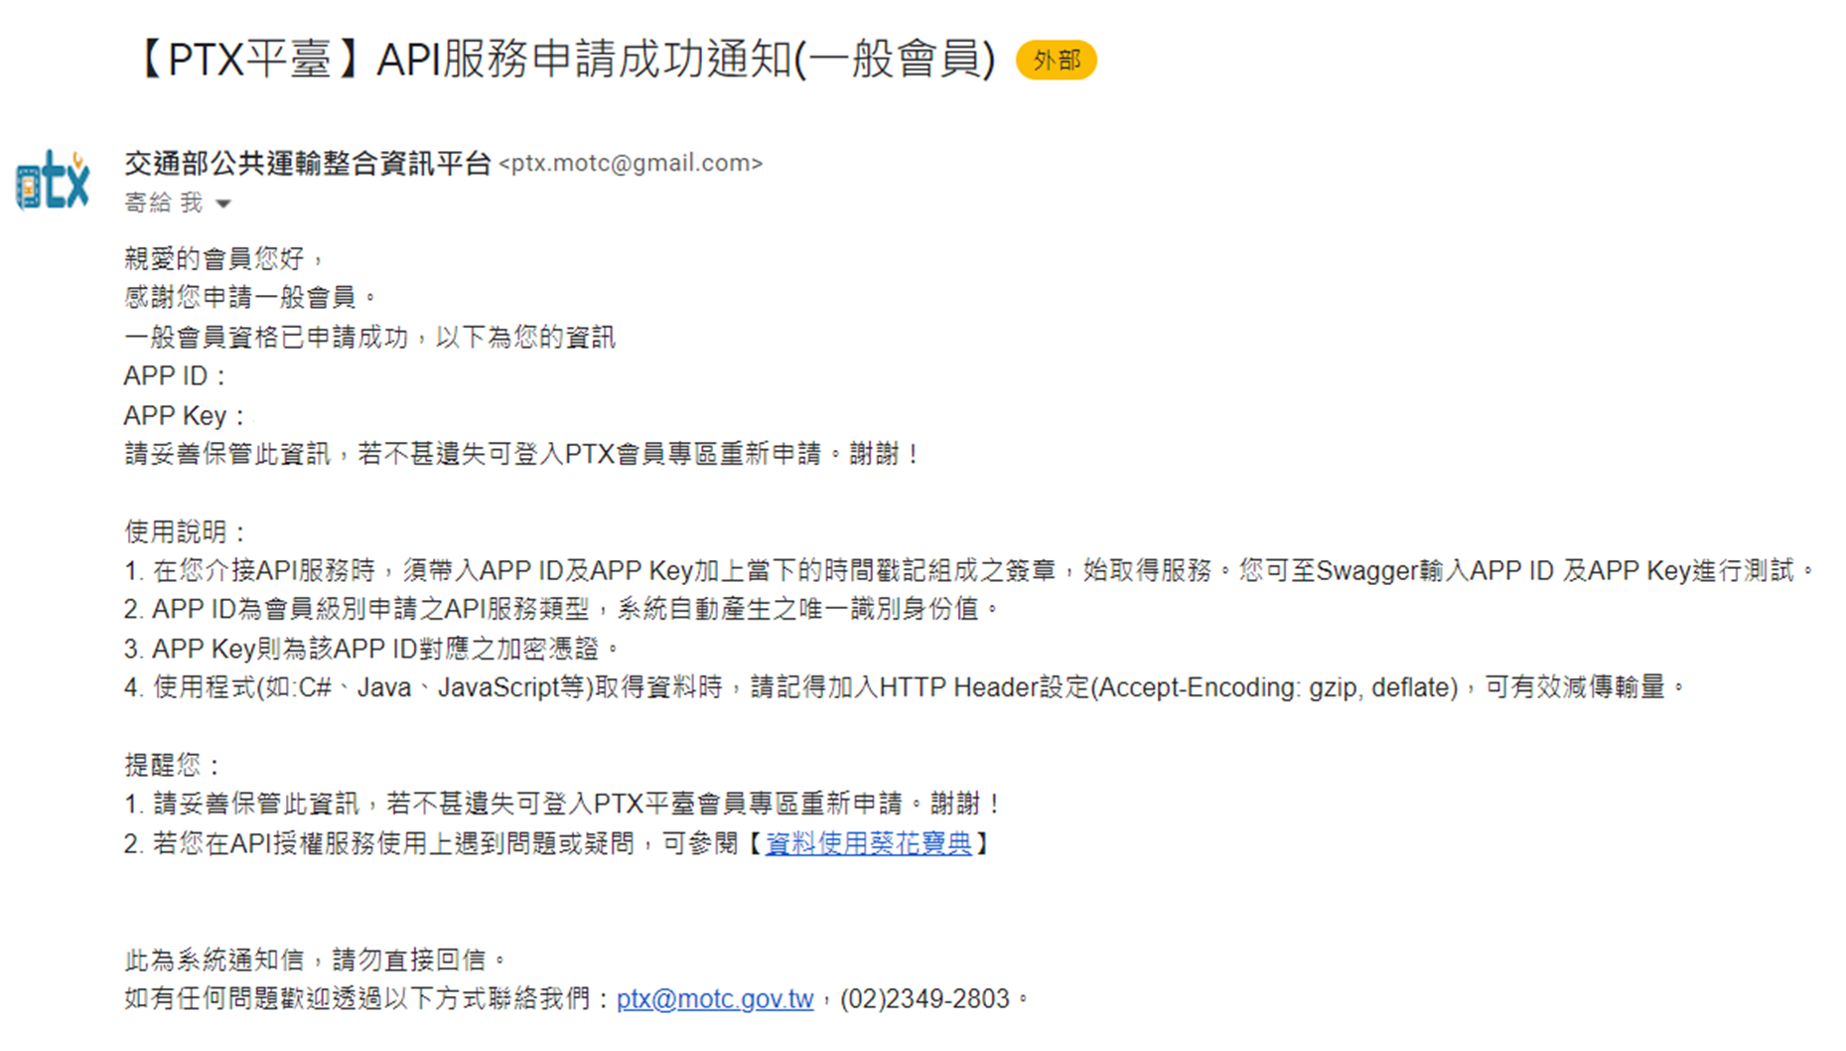 【PTX平臺】API服務申請成功通知(一般會員) 外部
ptx
交通部公共運輸整合資訊平台 <ptx.motc@gmail.com>
寄給 我
親愛的會員您好，
感謝您申請一般會員。
一般會員資格已申請成功，以下為您的資訊
APP ID：
APP Key：
請妥善保管此資訊，若不甚遺失可登入PTX會員專區重新申請。謝謝！
使用說明：
1. 在您介接API服務時，須帶入APP ID及APP Key加上當下的時間戳記組成之簽章，始取得服務。您可至Swagger輸入APP ID 及APP Key進行測試。
2. APP ID為會員級別申請之API服務類型，系統自動產生之唯一識別身份值。
3. APP Key則為該APP ID對應之加密憑證。
4. 使用程式(如:C#、Java、JavaScript等)取得資料時，請記得加入HTTP Header設定(Accept-Encoding: gzip, deflate)，可有效減傳輸量。
提醒您：
1. 請妥善保管此資訊，若不甚遺失可登入PTX平臺會員專區重新申請。謝謝！
2. 若您在API授權服務使用上遇到問題或疑問，可參閱【資料使用葵花寶典】
此為系統通知信，請勿直接回信。
如有任何問題歡迎透過以下方式聯絡我們：ptx@motc.gov.tw，(02)2349-2803。